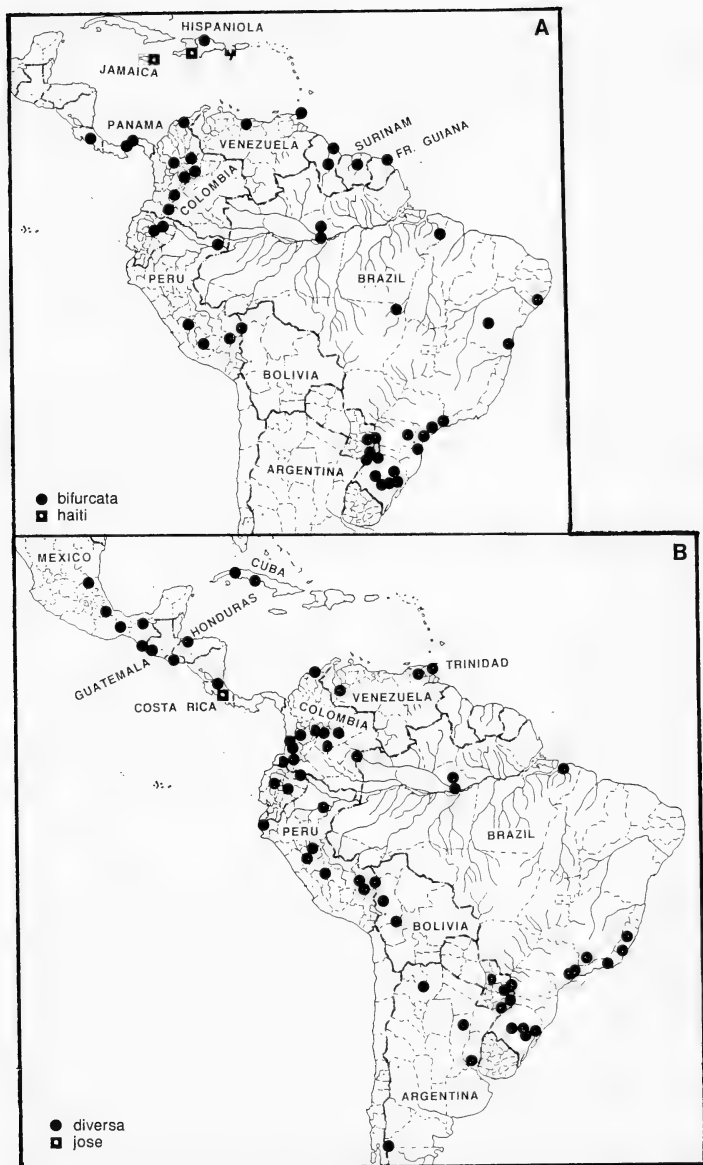 A
HISPANIOLA
JAMAICA
PANAMA
VENEZUELA
SURINAM
FR. GUIANA
COLOMBIA
PERU
BRAZIL
BOLIVIA
ARGENTINA
bifurcata
haiti
B
MEXICO
CUBA
HONDURAS
GUATEMALA
TRINIDAD
COSTA RICA
VENEZUELA
COLOMBIA
BRAZIL
PERU
BOLIVIA
ARGENTINA
diversa
jose